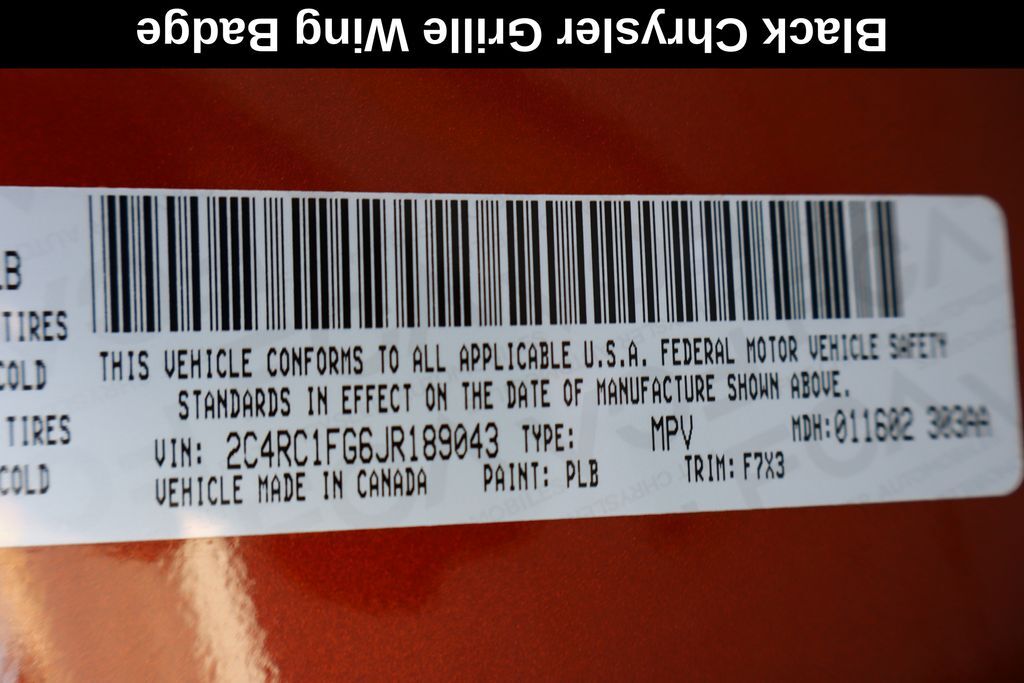 Black Chrysler Grille Wing Badge
LB
TIRES
COLD
TIRES
COLD
THIS VEHICLE CONFORMS TO ALL APPLICABLE U.S.A. FEDERAL MOTOR VEHICLE SAFETY
STANDARDS IN EFFECT ON THE DATE OF MANUFACTURE SHOWN ABOVE.
VIN: 2C4RC1FG6JR189043 TYPE: MPV MDH:011602 303AA
VEHICLE MADE IN CANADA PAINT: PLB TRIM: F7X3